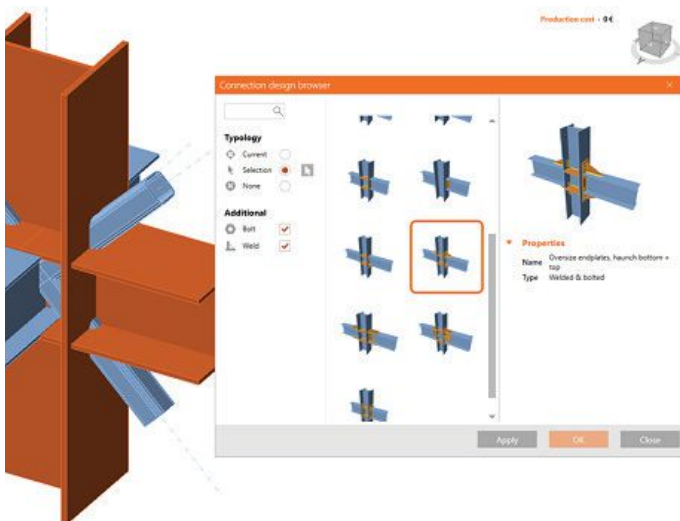 Production cost - 0 €
Connection design browser
Typology
Current
Selection
None
Additional
Bolt
Weld
Properties
Name Oversize endplates, haunch bottom + top
Type Welded & bolted
Apply
OK
Close